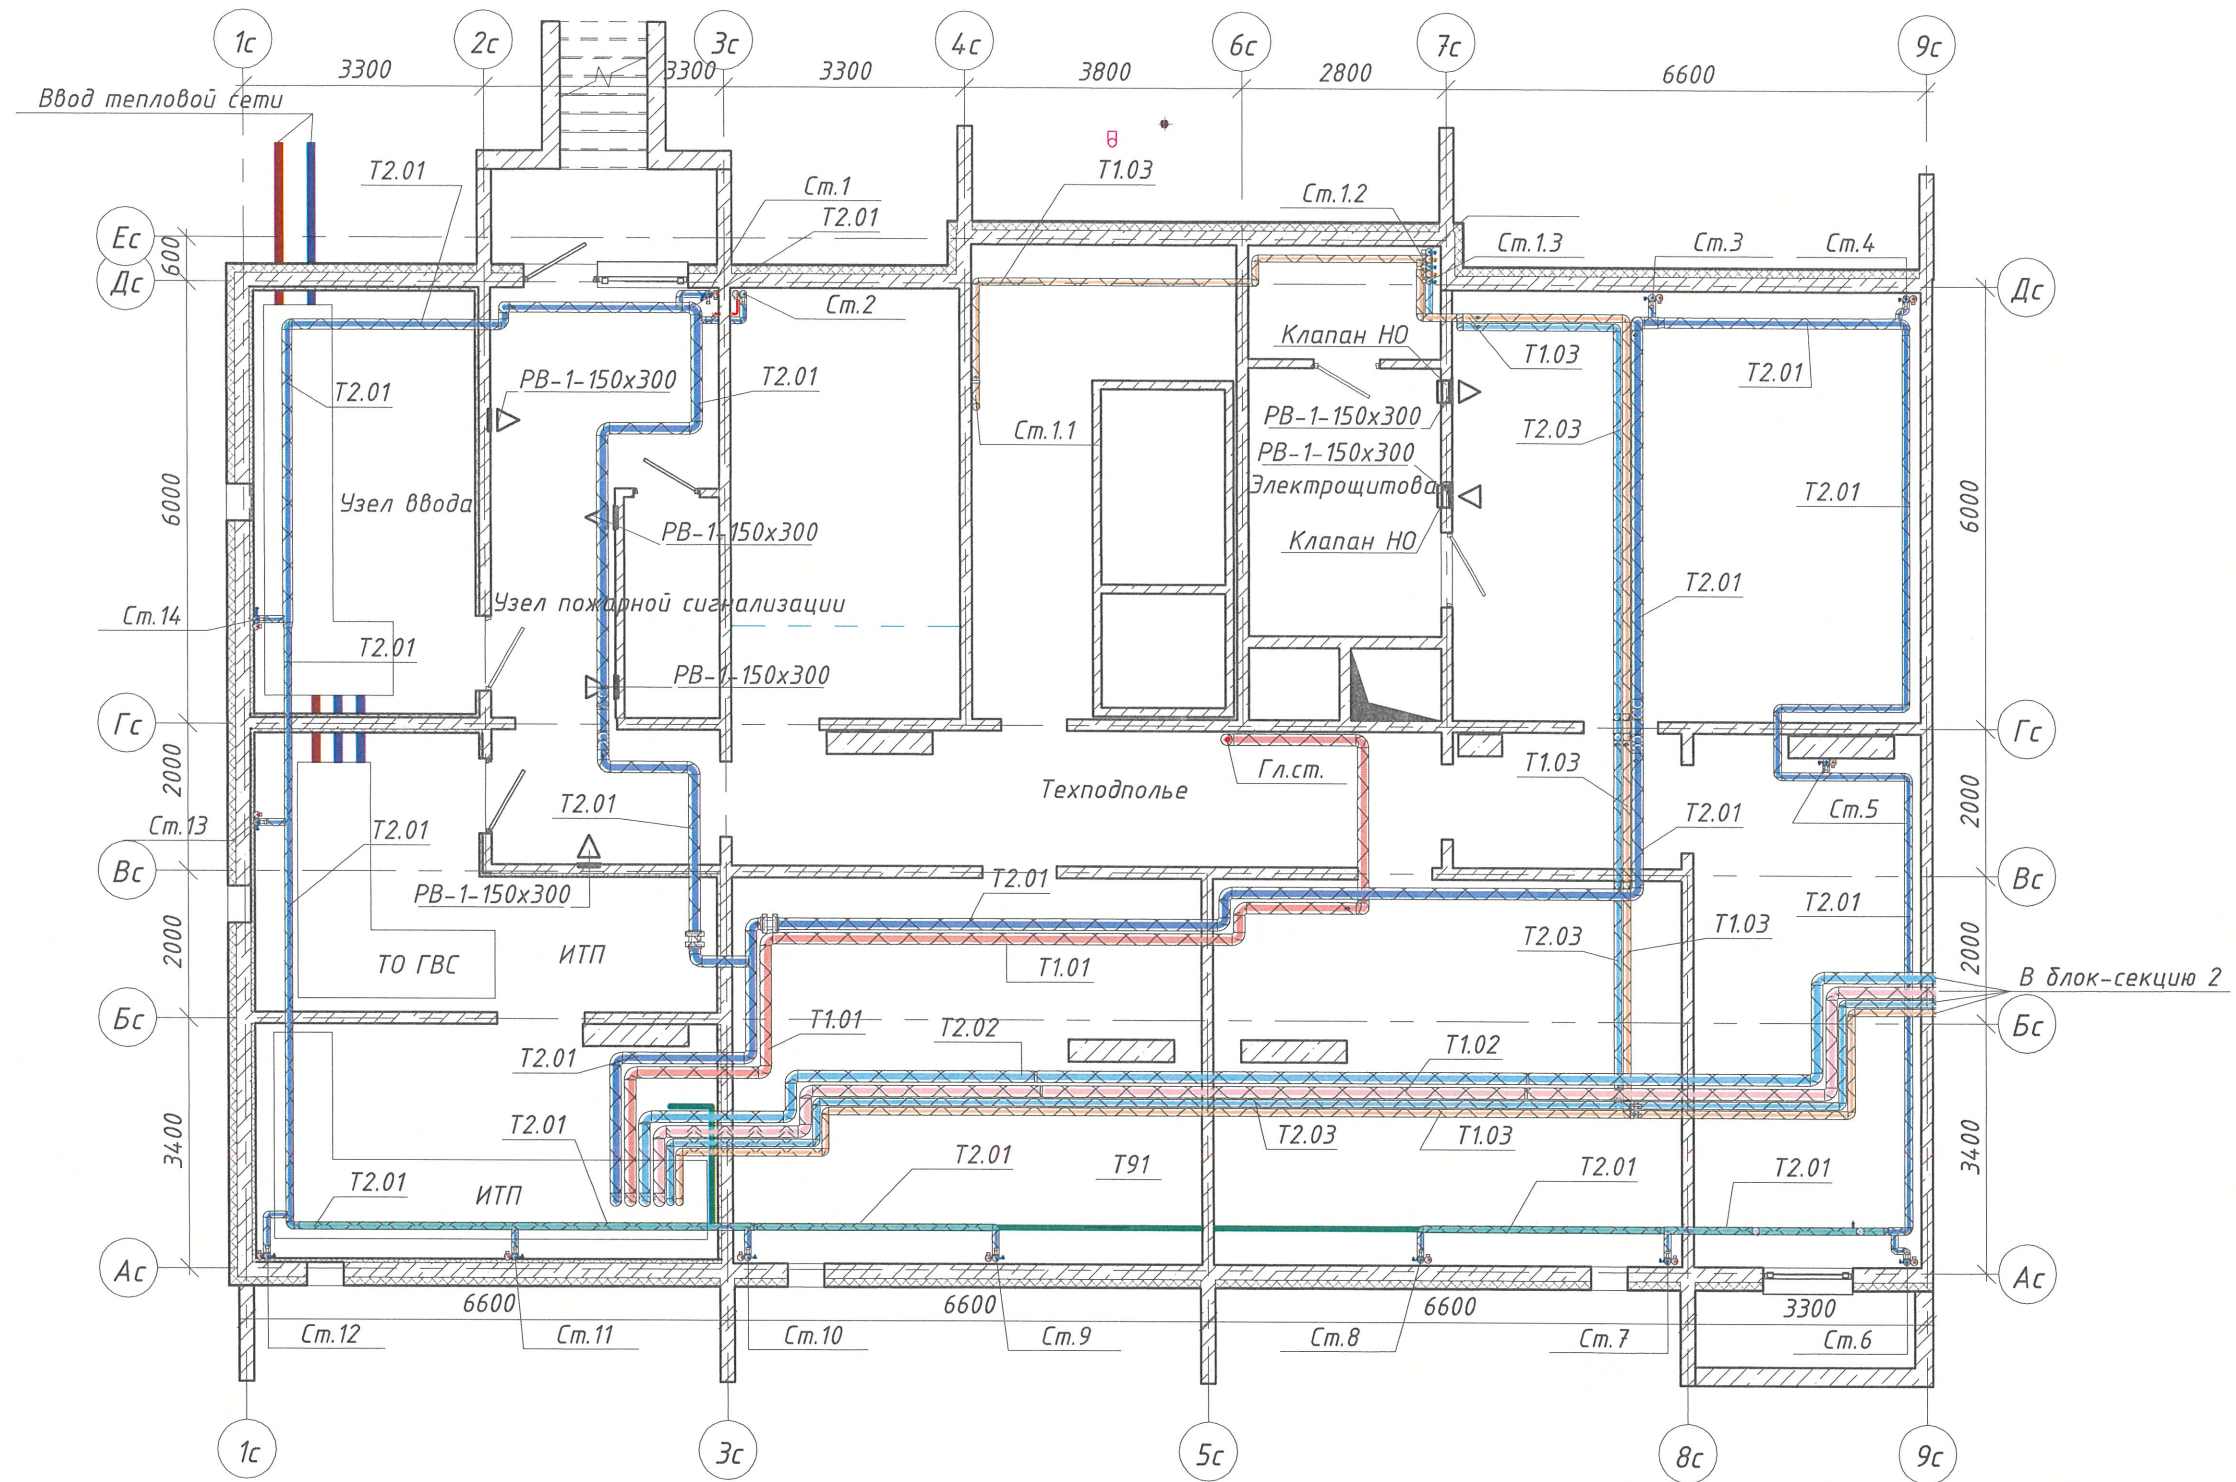 1с
2с
3с
4с
6с
7с
9с
3300
3300
3300
3800
2800
6600
Ввод тепловой сети
Т2.01
Ст.1
Т2.01
Т1.03
Ст.1.2
Ст.1.3
Ст.3
Ст.4
Ес
600
Дс
Дс
Ст.2
Клапан НО
Т1.03
Т2.01
РВ-1-150х300
Т2.01
Т2.01
РВ-1-150х300
Ст.1.1
Т2.03
РВ-1-150х300
Электрощитова
6000
Узел ввода
Т2.01
6000
РВ-1-150х300
Клапан НО
Т2.01
Узел пожарной сигнализации
Ст.14
Т2.01
РВ-1-150х300
Гс
Гс
Гл.ст.
Т1.03
2000
Техподполье
2000
Т2.01
Ст.5
Т2.01
Ст.13
Т2.01
Вс
Вс
РВ-1-150х300
Т2.01
Т2.01
2000
ИТП
ТО ГВС
Т2.03
Т1.03
2000
Т1.01
В блок-секцию 2
Бс
Бс
Т1.01
Т2.02
Т1.02
Т2.01
3400
Т2.01
Т2.03
Т1.03
3400
Т2.01
Т91
Т2.01
Т2.01
Т2.01
ИТП
Ас
Ас
6600
6600
6600
3300
Ст.12
Ст.11
Ст.10
Ст.9
Ст.8
Ст.7
Ст.6
1с
3с
5с
8с
9с